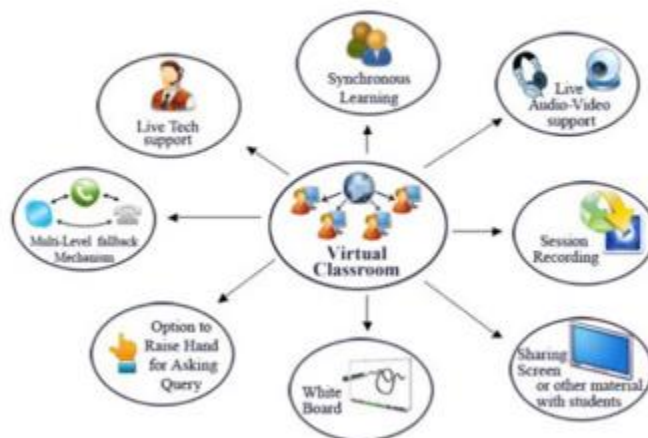 Synchronous
Learning
Live
Audio-Video
support
Live Tech
support
Multi-Level fallback
Mechanism
Virtual
Classroom
Session
Recording
Option to
Raise Hand
for Asking
Query
White
Board
Sharing
Screen
or other material
with students